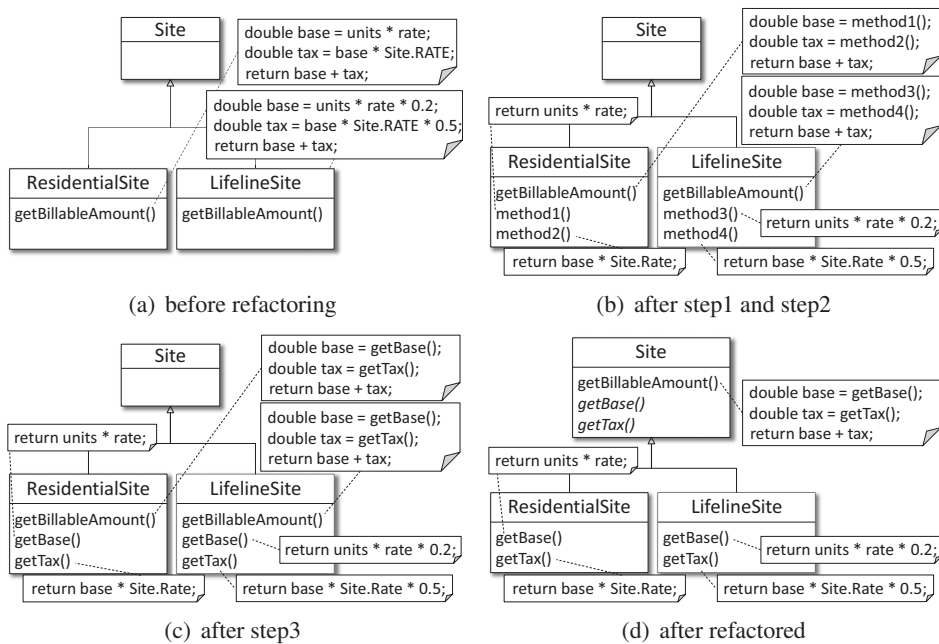 Site
double base = units * rate;
double tax = base * Site.RATE;
return base + tax;
double base = units * rate * 0.2;
double tax = base * Site.RATE * 0.5;
return base + tax;
ResidentialSite
getBillableAmount()
LifelineSite
getBillableAmount()
(a) before refactoring
Site
double base = method1();
double tax = method2();
return base + tax;
double base = method3();
double tax = method4();
return base + tax;
return units * rate;
ResidentialSite
getBillableAmount()
method1()
method2()
LifelineSite
getBillableAmount()
method3()
method4()
return units * rate * 0.2;
return base * Site.Rate;
return base * Site.Rate * 0.5;
(b) after step1 and step2
Site
double base = getBase();
double tax = getTax();
return base + tax;
double base = getBase();
double tax = getTax();
return base + tax;
return units * rate;
ResidentialSite
getBillableAmount()
getBase()
getTax()
LifelineSite
getBillableAmount()
getBase()
getTax()
return units * rate * 0.2;
return base * Site.Rate;
return base * Site.Rate * 0.5;
(c) after step3
Site
getBillableAmount()
getBase()
getTax()
double base = getBase();
double tax = getTax();
return base + tax;
return units * rate;
ResidentialSite
getBase()
getTax()
LifelineSite
getBase()
getTax()
return units * rate * 0.2;
return base * Site.Rate;
return base * Site.Rate * 0.5;
(d) after refactored